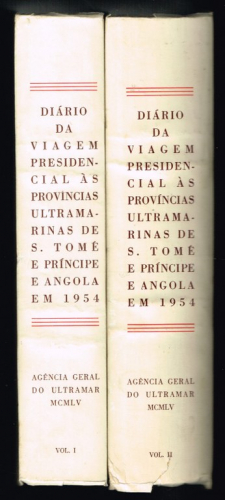 DIÁRIO
DA
VIAGEM
PRESIDEN-
CIAL ÀS
PROVÍNCIAS
ULTRAMA-
RINAS DE
S. TOMÉ
E PRÍNCIPE
E ANGOLA
EM 1954
AGÊNCIA GERAL
DO ULTRAMAR
MCMLV
VOL. I
DIÁRIO
DA
VIAGEM
PRESIDEN-
CIAL ÀS
PROVÍNCIAS
ULTRAMA-
RINAS DE
S. TOMÉ
E PRÍNCIPE
E ANGOLA
EM 1954
AGÊNCIA GERAL
DO ULTRAMAR
MCMLV
VOL. II